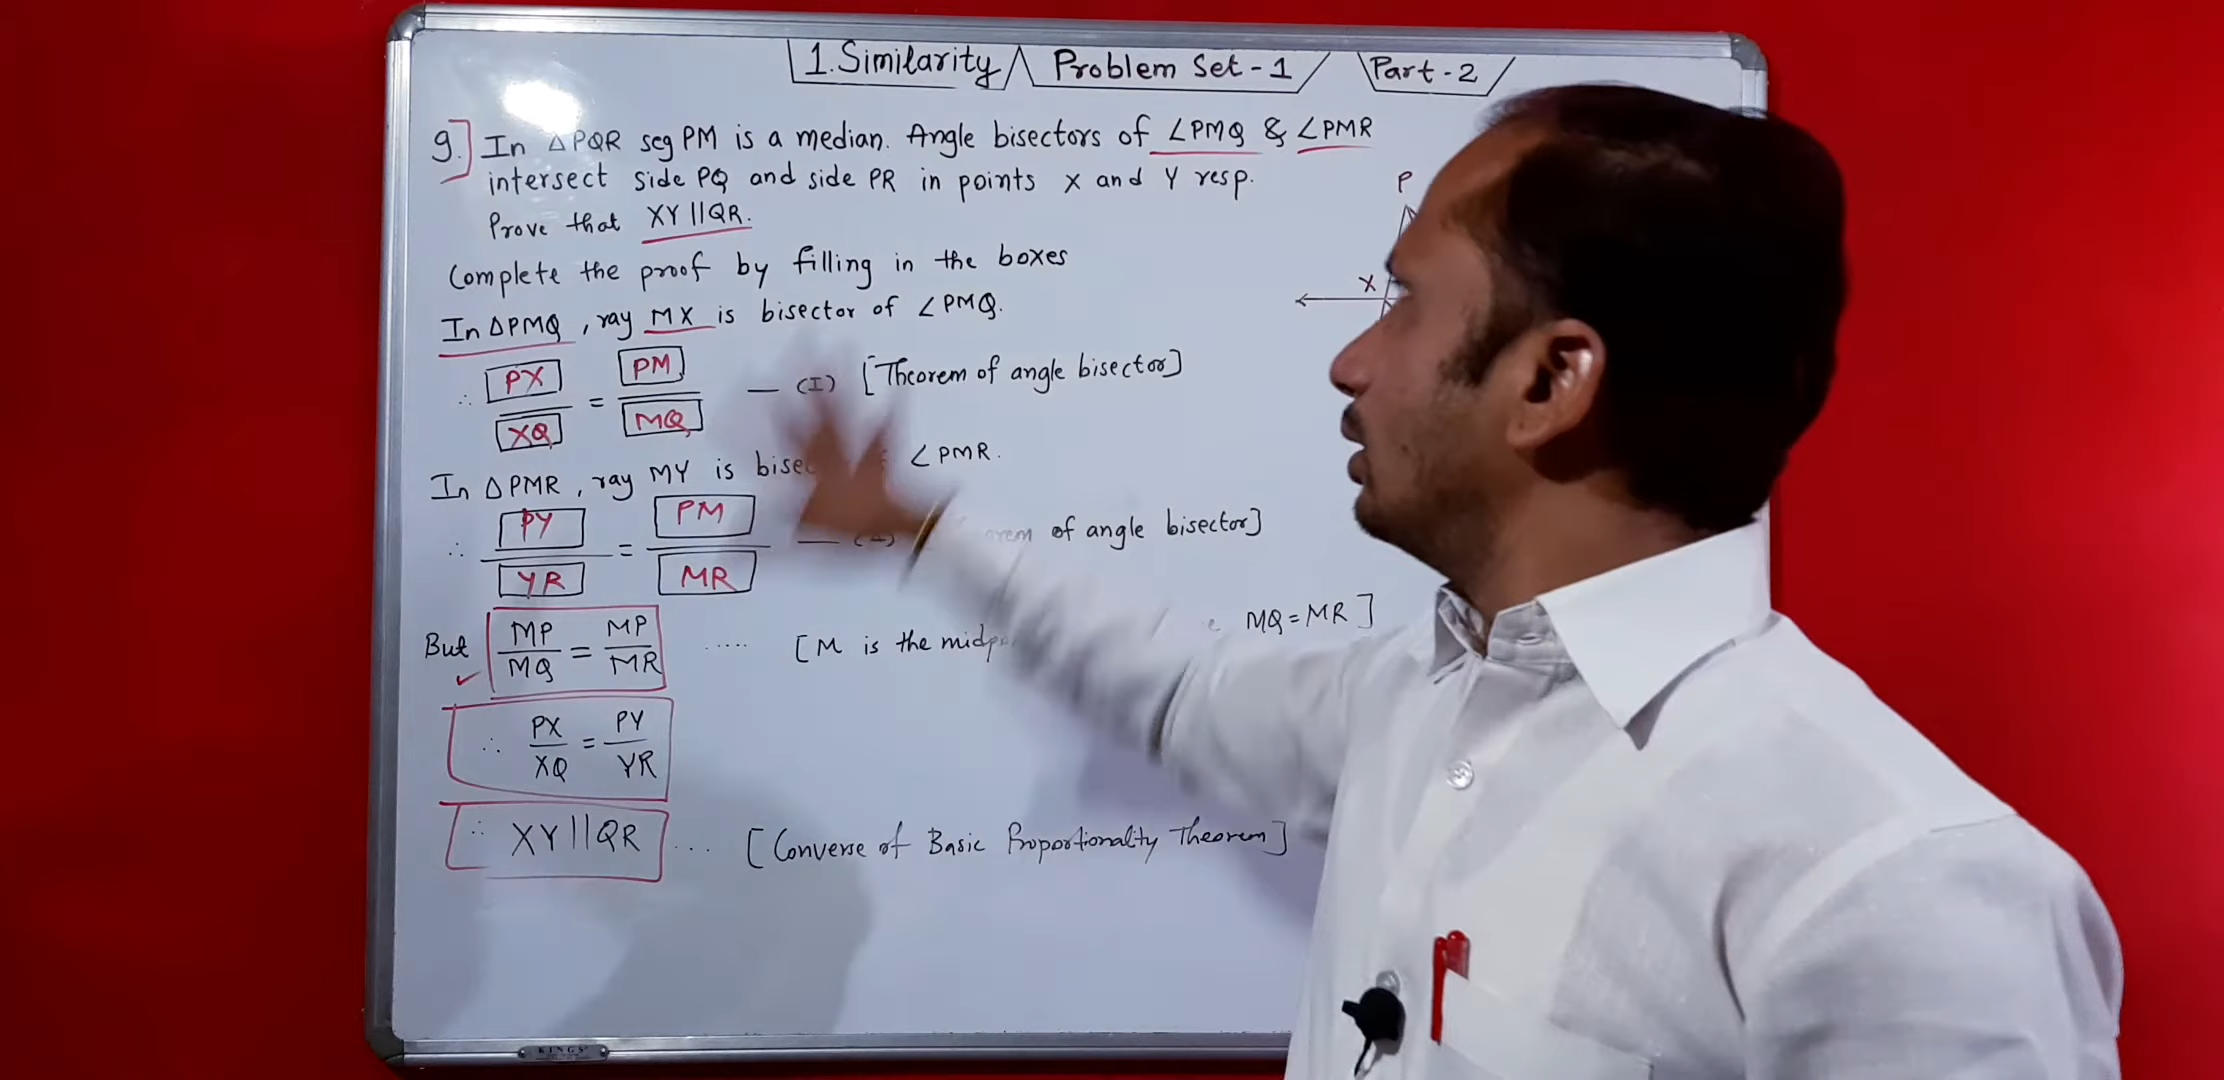 1. Similarity Problem Set - 1 Part - 2
9.] In △PQR seg PM is a median. Angle bisectors of ∠PMQ & ∠PMR
intersect side PQ and side PR in points X and Y resp.
Prove that XY || QR.
Complete the proof by filling in the boxes
In △PMQ, ray MX is bisector of ∠PMQ.
∴ PX/XQ = PM/MQ — (I) [Theorem of angle bisector]
In △PMR, ray MY is ∠PMR.
∴ PY/YR = PM/MR — of angle bisector]
But MP/MQ = MP/MR ..... [M is the MQ = MR]
∴ PX/XQ = PY/YR
∴ XY || QR ... [Converse of Basic Proportionality Theorem]
P
X
KINGS